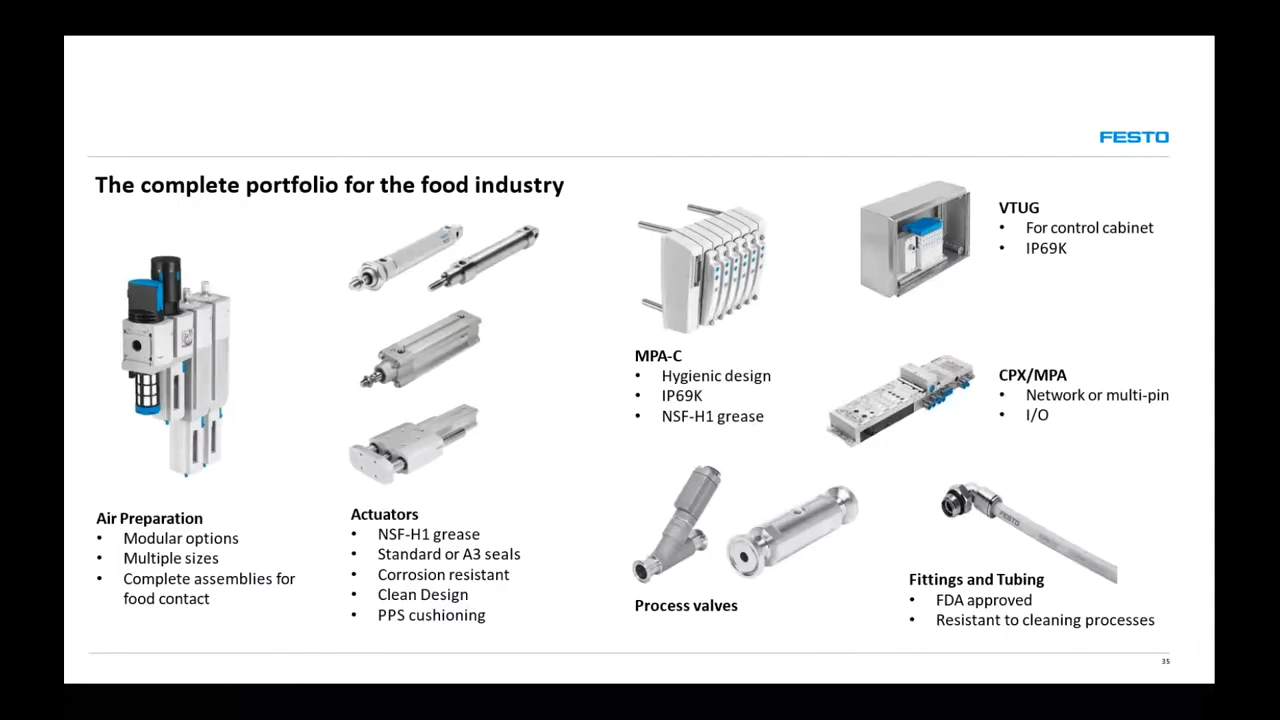 FESTO
The complete portfolio for the food industry
Air Preparation
• Modular options
• Multiple sizes
• Complete assemblies for
food contact
Actuators
• NSF-H1 grease
• Standard or A3 seals
• Corrosion resistant
• Clean Design
• PPS cushioning
MPA-C
• Hygienic design
• IP69K
• NSF-H1 grease
VTUG
• For control cabinet
• IP69K
CPX/MPA
• Network or multi-pin
• I/O
Process valves
FESTO
Fittings and Tubing
• FDA approved
• Resistant to cleaning processes
35